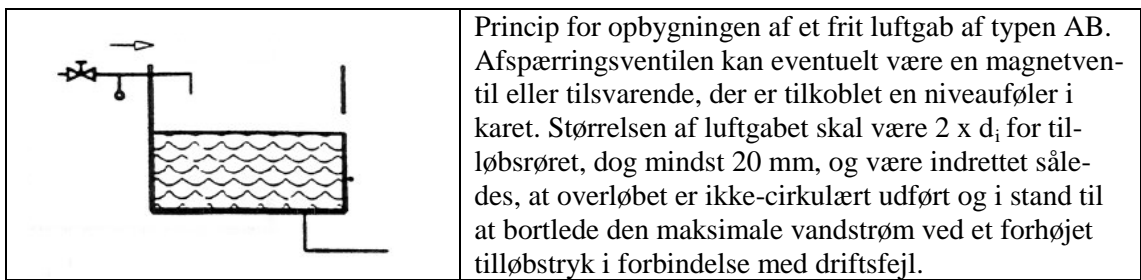 Princip for opbygningen af et frit luftgab af typen AB.
Afspærringsventilen kan eventuelt være en magnetven-
til eller tilsvarende, der er tilkoblet en niveauføler i
karet. Størrelsen af luftgabet skal være 2 x dᵢ for til-
løbsrøret, dog mindst 20 mm, og være indrettet såle-
des, at overløbet er ikke-cirkulært udført og i stand til
at bortlede den maksimale vandstrøm ved et forhøjet
tilløbstryk i forbindelse med driftsfejl.